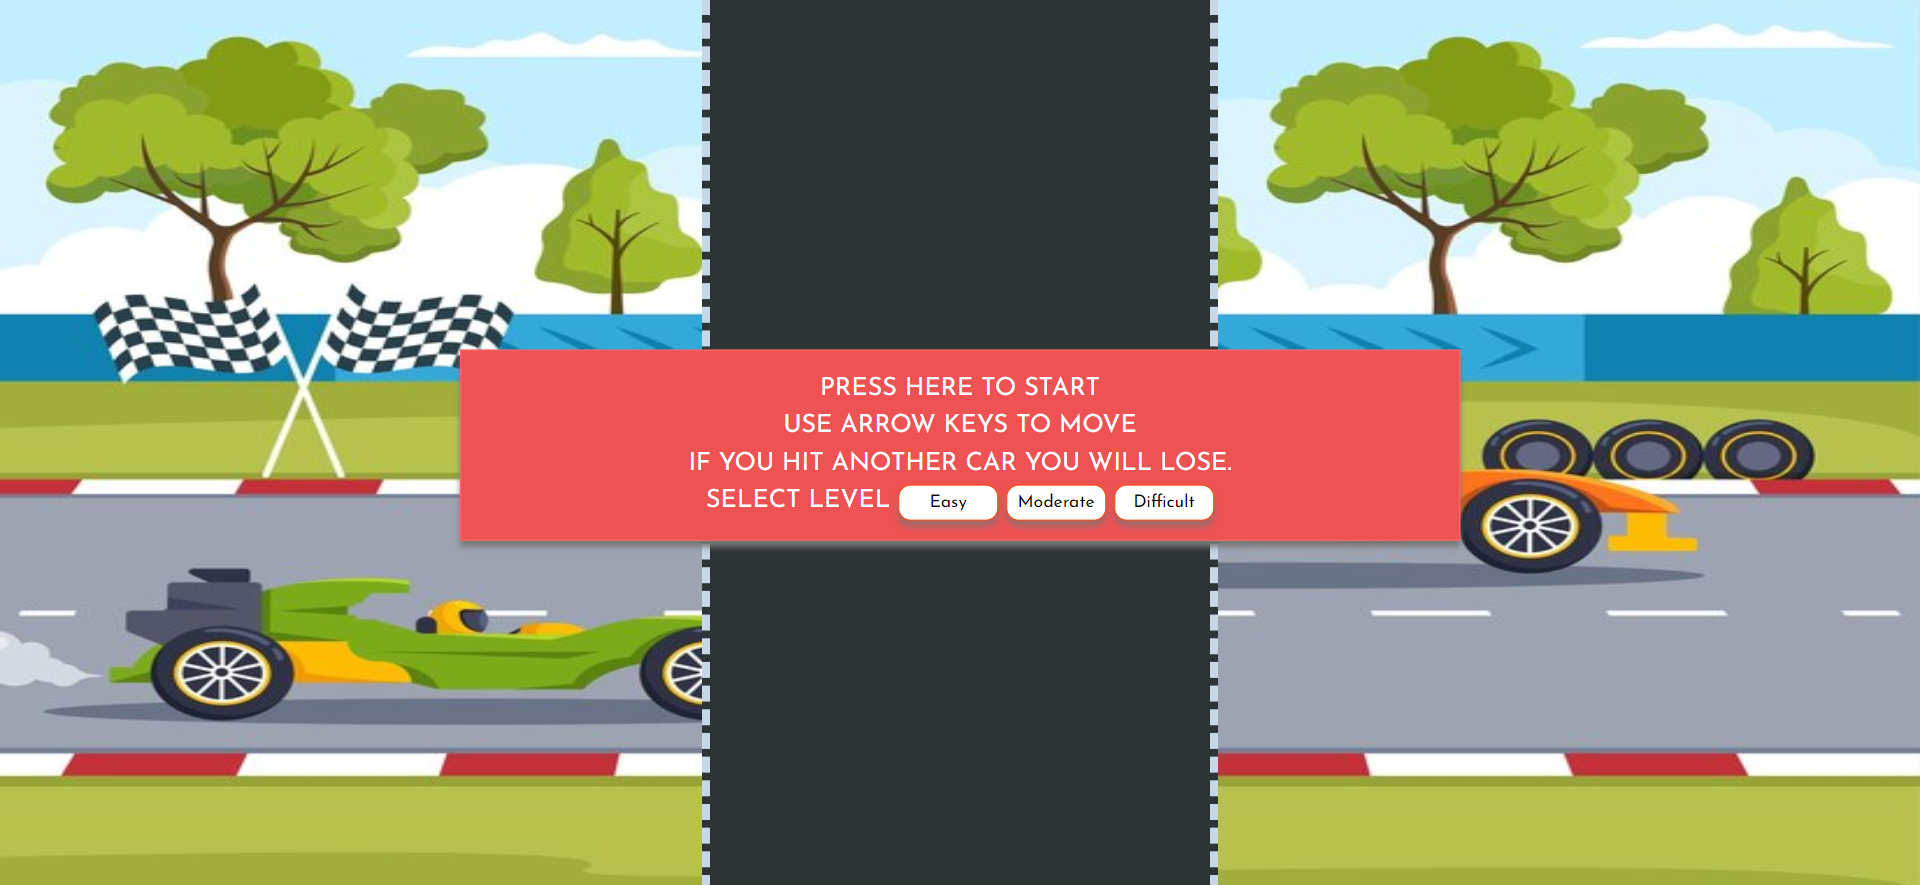 PRESS HERE TO START
USE ARROW KEYS TO MOVE
IF YOU HIT ANOTHER CAR YOU WILL LOSE.
SELECT LEVEL Easy Moderate Difficult